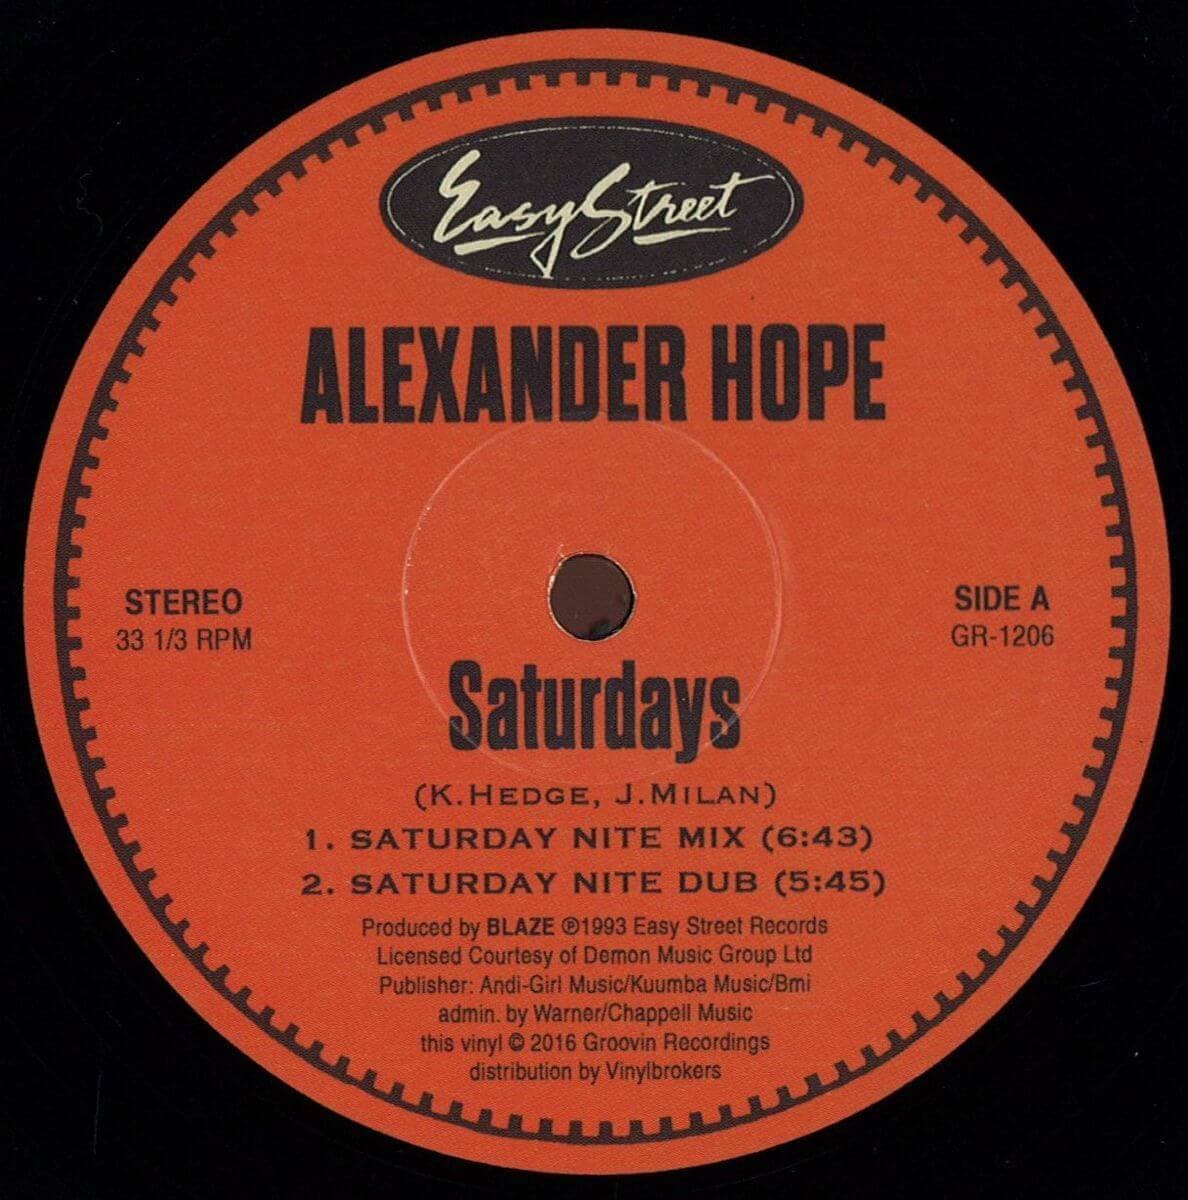 Easy Street
ALEXANDER HOPE
STEREO
33 1/3 RPM
SIDE A
GR-1206
Saturdays
(K.HEDGE, J.MILAN)
1. SATURDAY NITE MIX (6:43)
2. SATURDAY NITE DUB (5:45)
Produced by BLAZE ℗1993 Easy Street Records
Licensed Courtesy of Demon Music Group Ltd
Publisher: Andi-Girl Music/Kuumba Music/Bmi
admin. by Warner/Chappell Music
this vinyl © 2016 Groovin Recordings
distribution by Vinylbrokers